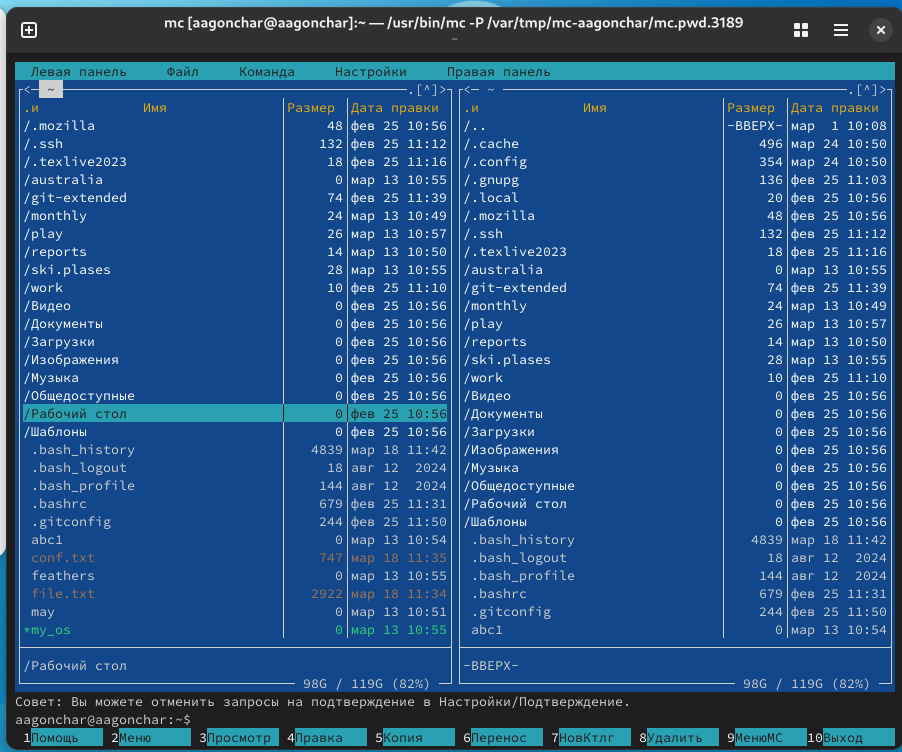 mc [aagonchar@aagonchar]:~ — /usr/bin/mc -P /var/tmp/mc-aagonchar/mc.pwd.3189
~
Левая панель Файл Команда Настройки Правая панель
<─ ~ .[^]>
.и Имя Размер Дата правки
/.mozilla 48 фев 25 10:56
/.ssh 132 фев 25 11:12
/.texlive2023 18 фев 25 11:16
/australia 0 мар 13 10:55
/git-extended 74 фев 25 11:39
/monthly 24 мар 13 10:49
/play 26 мар 13 10:57
/reports 14 мар 13 10:50
/ski.plases 28 мар 13 10:55
/work 10 фев 25 11:10
/Видео 0 фев 25 10:56
/Документы 0 фев 25 10:56
/Загрузки 0 фев 25 10:56
/Изображения 0 фев 25 10:56
/Музыка 0 фев 25 10:56
/Общедоступные 0 фев 25 10:56
/Рабочий стол 0 фев 25 10:56
/Шаблоны 0 фев 25 10:56
.bash_history 4839 мар 18 11:42
.bash_logout 18 авг 12 2024
.bash_profile 144 авг 12 2024
.bashrc 679 фев 25 11:31
.gitconfig 244 фев 25 11:50
abc1 0 мар 13 10:54
conf.txt 747 мар 18 11:35
feathers 0 мар 13 10:55
file.txt 2922 мар 18 11:34
may 0 мар 13 10:51
*my_os 0 мар 13 10:55
/Рабочий стол
98G / 119G (82%)
<─ ~ .[^]>
.и Имя Размер Дата правки
/.. -ВВЕРХ- мар 1 10:08
/.cache 496 мар 24 10:50
/.config 354 мар 24 10:50
/.gnupg 136 фев 25 11:03
/.local 20 фев 25 10:56
/.mozilla 48 фев 25 10:56
/.ssh 132 фев 25 11:12
/.texlive2023 18 фев 25 11:16
/australia 0 мар 13 10:55
/git-extended 74 фев 25 11:39
/monthly 24 мар 13 10:49
/play 26 мар 13 10:57
/reports 14 мар 13 10:50
/ski.plases 28 мар 13 10:55
/work 10 фев 25 11:10
/Видео 0 фев 25 10:56
/Документы 0 фев 25 10:56
/Загрузки 0 фев 25 10:56
/Изображения 0 фев 25 10:56
/Музыка 0 фев 25 10:56
/Общедоступные 0 фев 25 10:56
/Рабочий стол 0 фев 25 10:56
/Шаблоны 0 фев 25 10:56
.bash_history 4839 мар 18 11:42
.bash_logout 18 авг 12 2024
.bash_profile 144 авг 12 2024
.bashrc 679 фев 25 11:31
.gitconfig 244 фев 25 11:50
abc1 0 мар 13 10:54
-ВВЕРХ-
98G / 119G (82%)
Совет: Вы можете отменить запросы на подтверждение в Настройки/Подтверждение.
aagonchar@aagonchar:~$
1Помощь 2Меню 3Просмотр 4Правка 5Копия 6Перенос 7НовКтлг 8Удалить 9МенюМС 10Выход